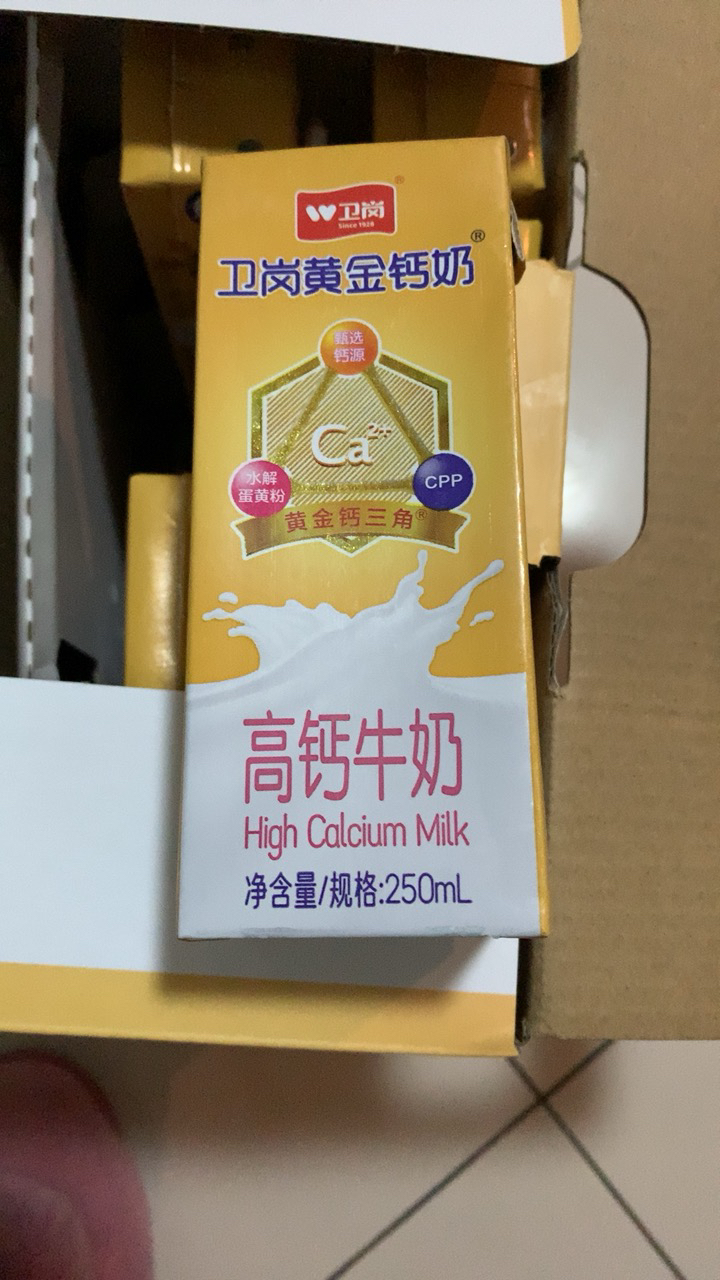 卫岗
Since 1928
卫岗黄金钙奶®
甄选
钙源
Ca2+
水解
蛋黄粉
CPP
黄金钙三角®
高钙牛奶
High Calcium Milk
净含量/规格:250mL